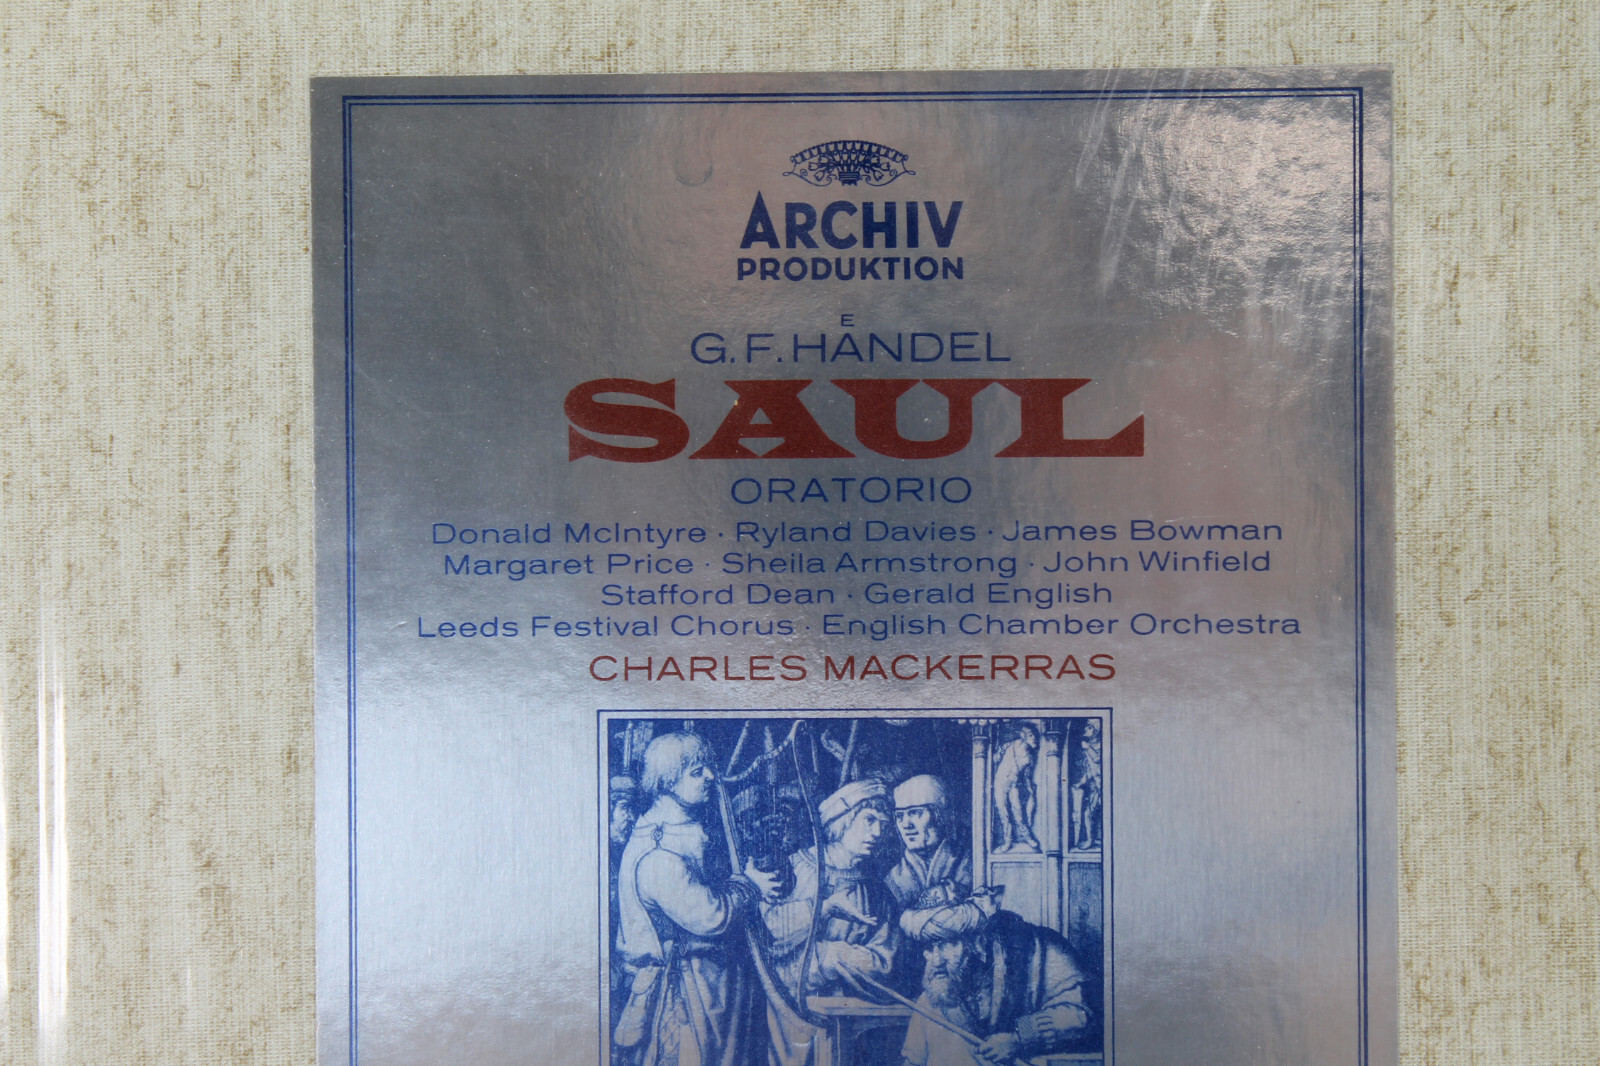 ARCHIV
PRODUKTION
E
G.F.HANDEL
SAUL
ORATORIO
Donald McIntyre · Ryland Davies · James Bowman
Margaret Price · Sheila Armstrong · John Winfield
Stafford Dean · Gerald English
Leeds Festival Chorus · English Chamber Orchestra
CHARLES MACKERRAS